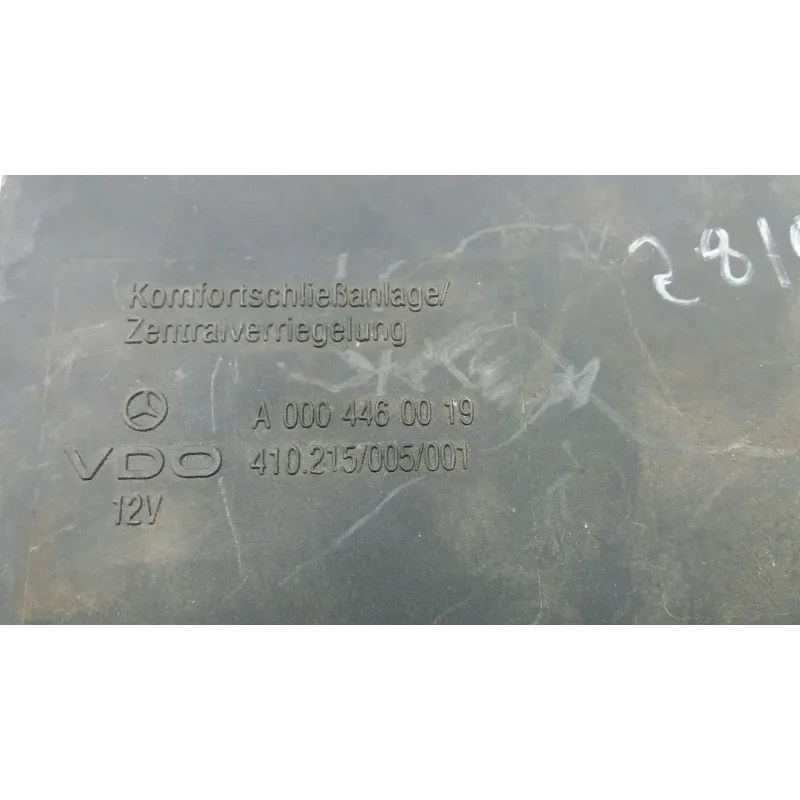 Komfortschließanlage/
Zentralverriegelung
A 000 446 00 19
VDO 410.215/005/001
12V